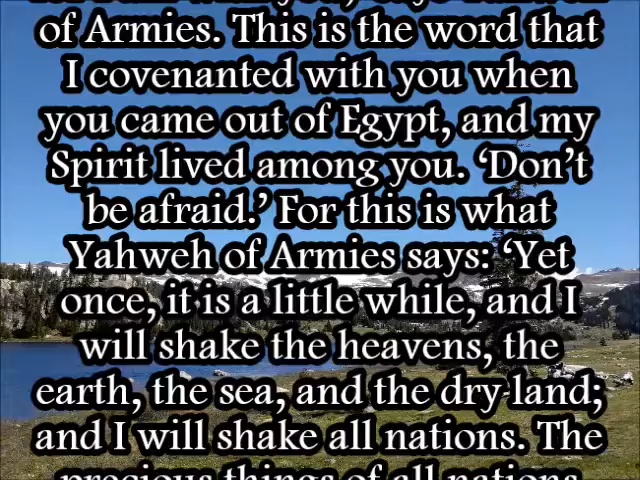 of Armies. This is the word that
I covenanted with you when
you came out of Egypt, and my
Spirit lived among you. ‘Don’t
be afraid.’ For this is what
Yahweh of Armies says: ‘Yet
once, it is a little while, and I
will shake the heavens, the
earth, the sea, and the dry land;
and I will shake all nations. The
precious things of all nations